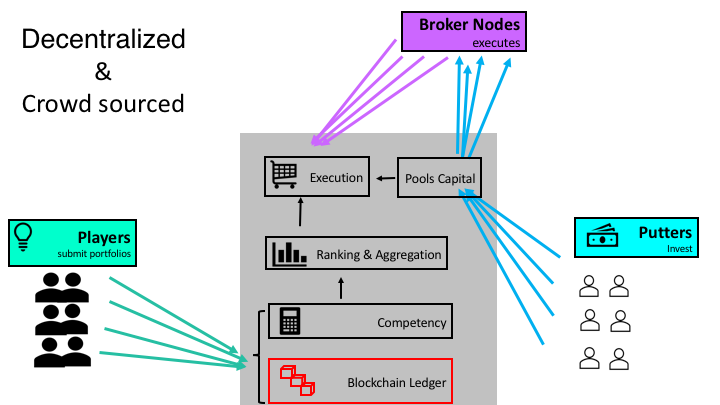 Decentralized
&
Crowd sourced
Broker Nodes
executes
Execution
Pools Capital
Players
submit portfolios
Putters
Invest
Ranking & Aggregation
Competency
Blockchain Ledger